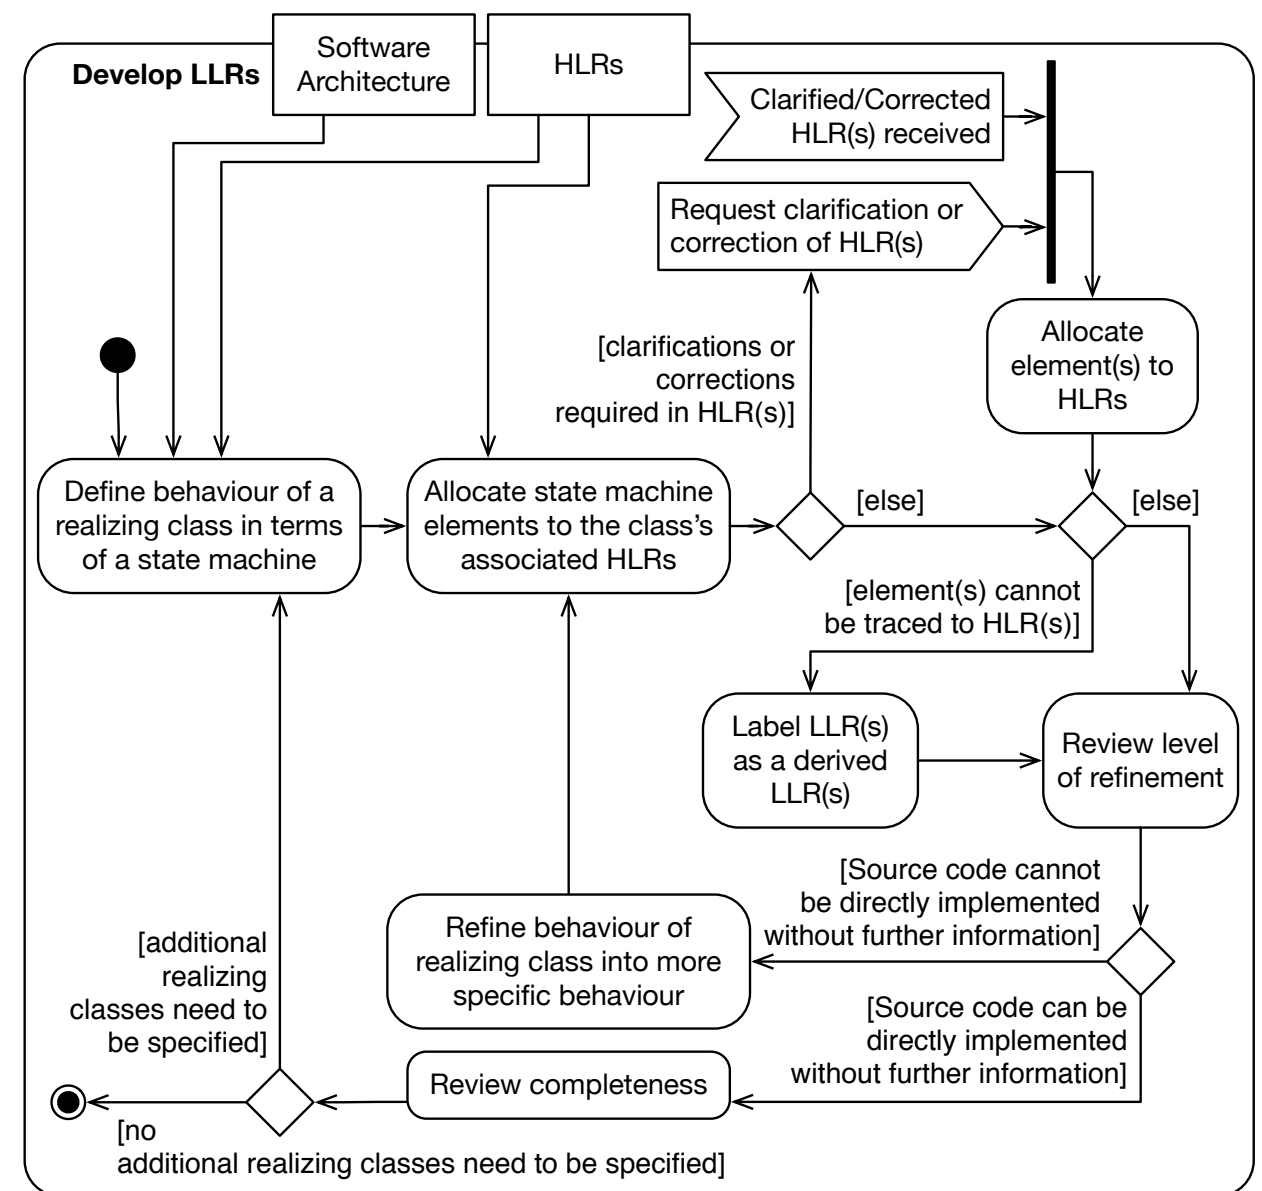 Develop LLRs
Software
Architecture
HLRs
Clarified/Corrected
HLR(s) received
Request clarification or
correction of HLR(s)
[clarifications or
corrections
required in HLR(s)]
Allocate
element(s) to
HLRs
Define behaviour of a
realizing class in terms
of a state machine
Allocate state machine
elements to the class's
associated HLRs
[else]
[else]
[element(s) cannot
be traced to HLR(s)]
Label LLR(s)
as a derived
LLR(s)
Review level
of refinement
[Source code cannot
be directly implemented
without further information]
Refine behaviour of
realizing class into more
specific behaviour
[additional
realizing
classes need to
be specified]
[Source code can be
directly implemented
without further information]
Review completeness
[no
additional realizing classes need to be specified]